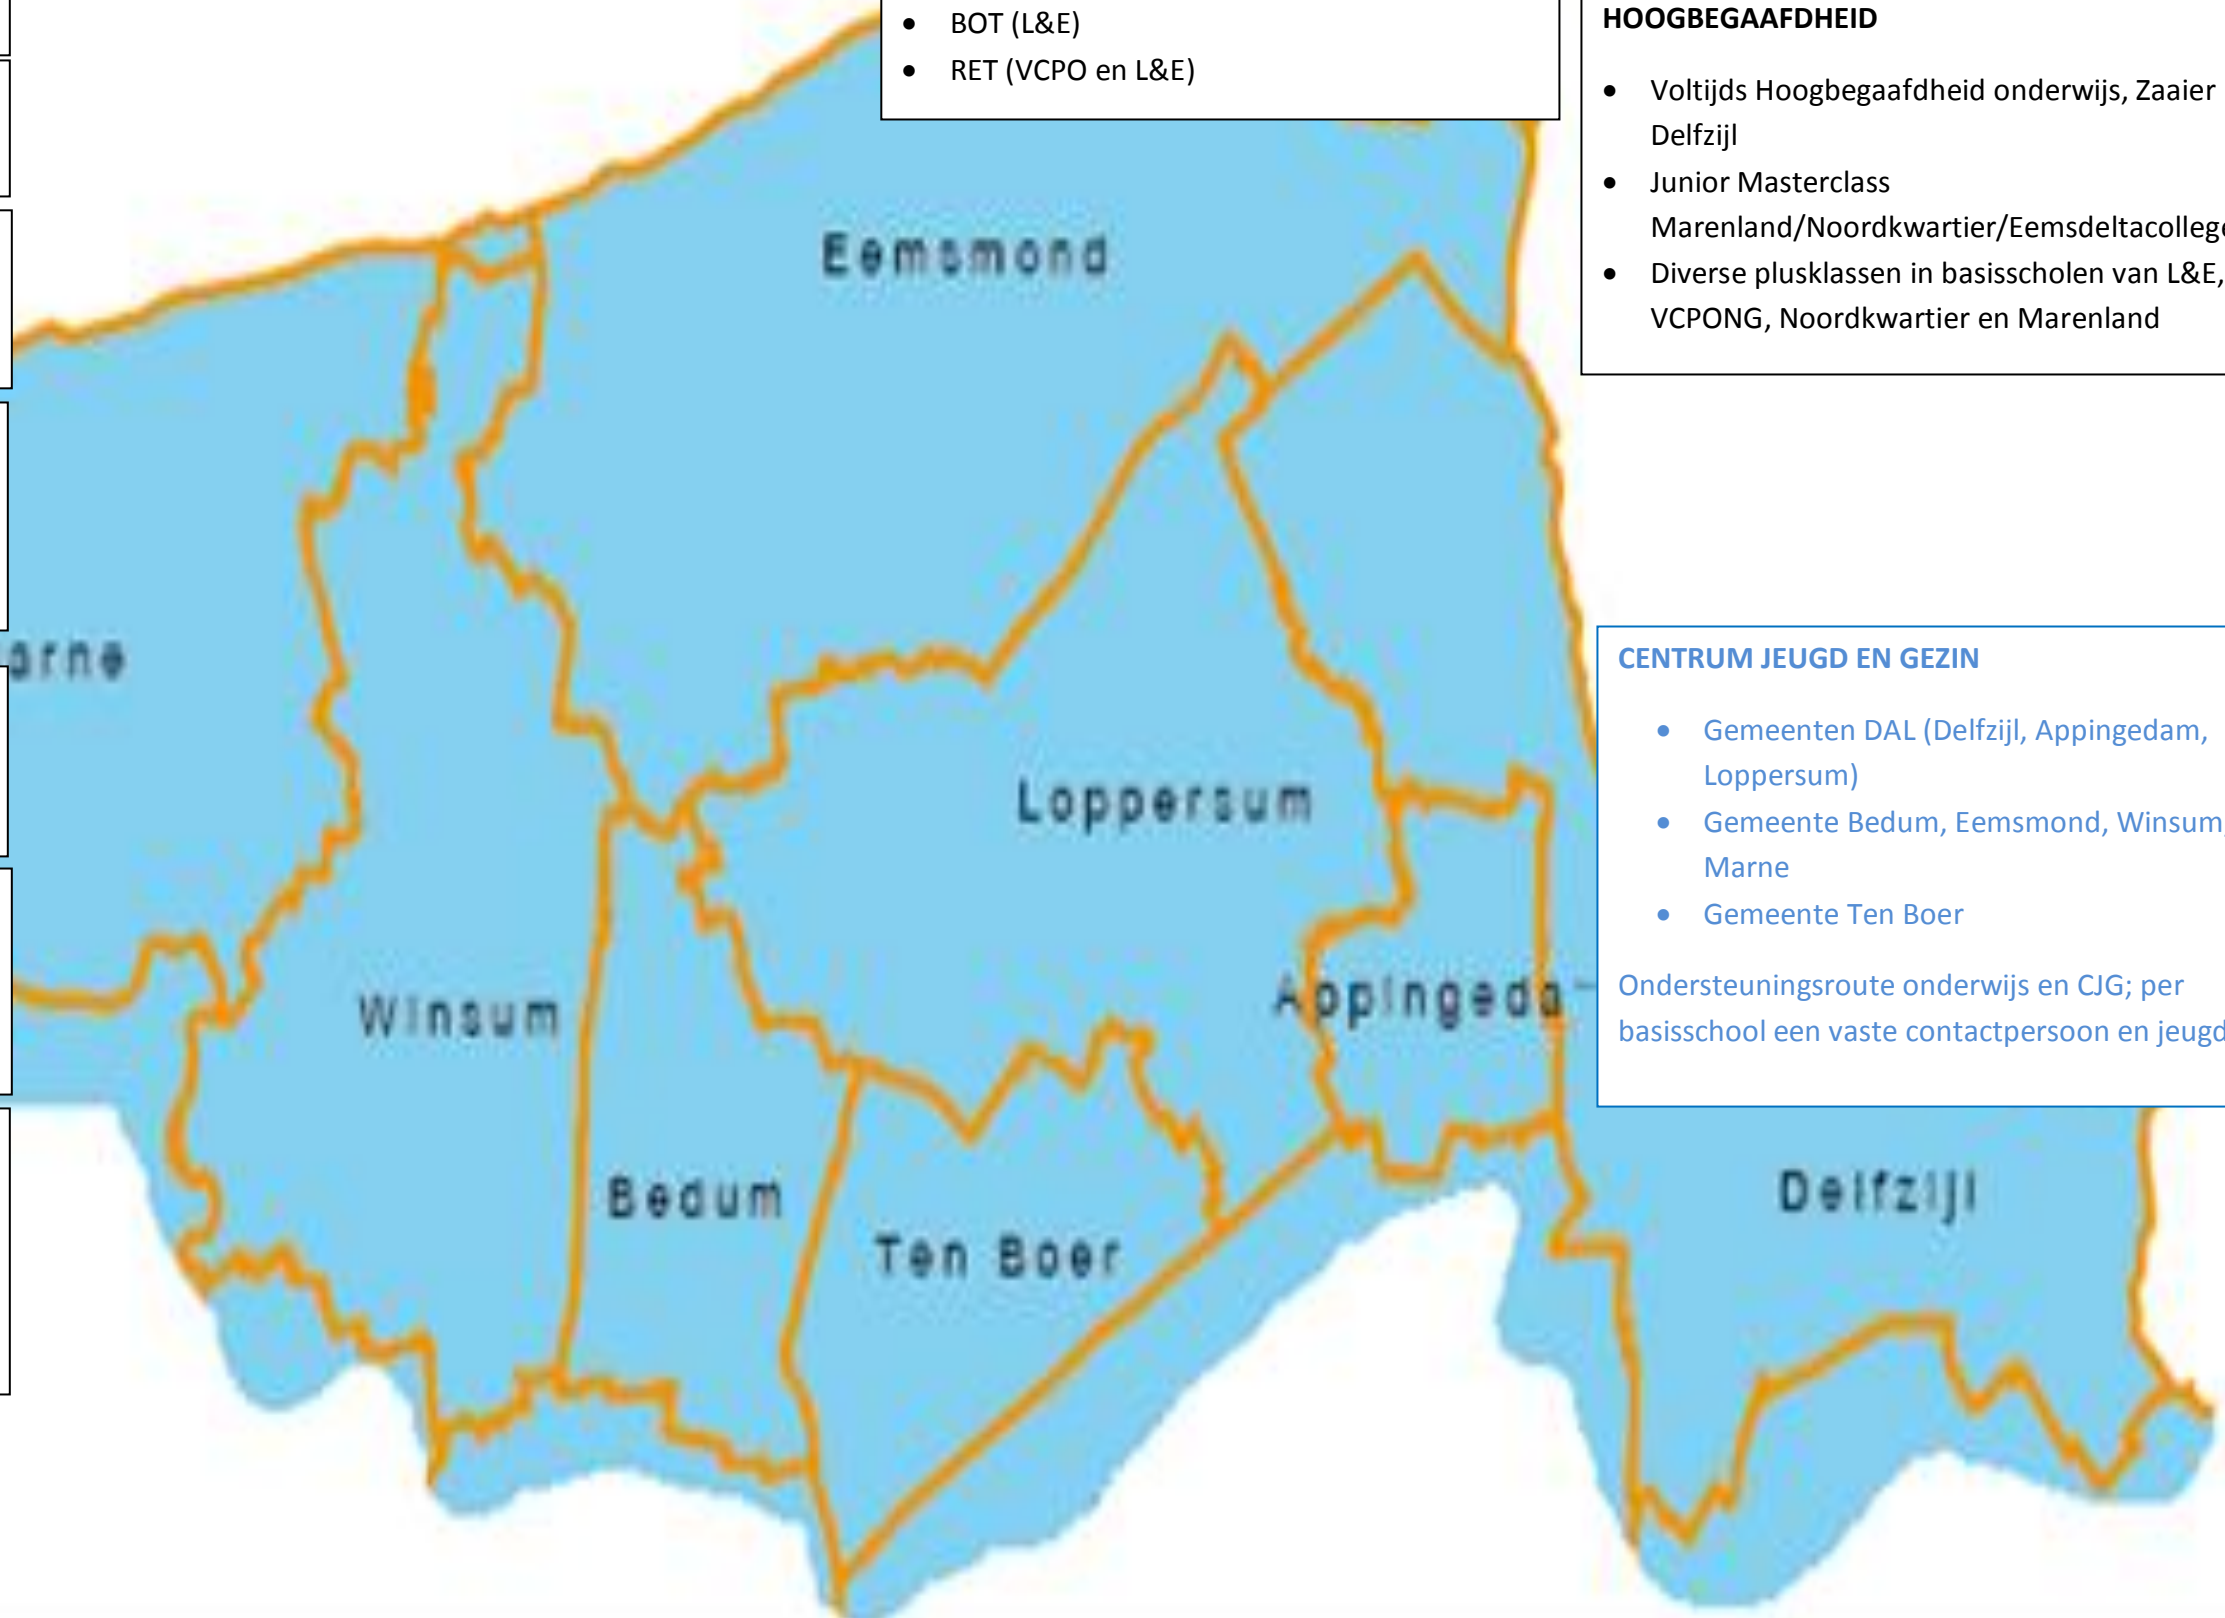 • BOT (L&E)
• RET (VCPO en L&E)
HOOGBEGAAFDHEID
• Voltijds Hoogbegaafdheid onderwijs, Zaaier
Delfzijl
• Junior Masterclass
Marenland/Noordkwartier/Eemsdeltacollege
• Diverse plusklassen in basisscholen van L&E,
VCPONG, Noordkwartier en Marenland
Eemsmond
arne
CENTRUM JEUGD EN GEZIN
• Gemeenten DAL (Delfzijl, Appingedam,
Loppersum)
• Gemeente Bedum, Eemsmond, Winsum,
Marne
• Gemeente Ten Boer
Ondersteuningsroute onderwijs en CJG; per
basisschool een vaste contactpersoon en jeugd
Loppersum
Appingeda
Winsum
Bedum
Delfzijl
Ten Boer